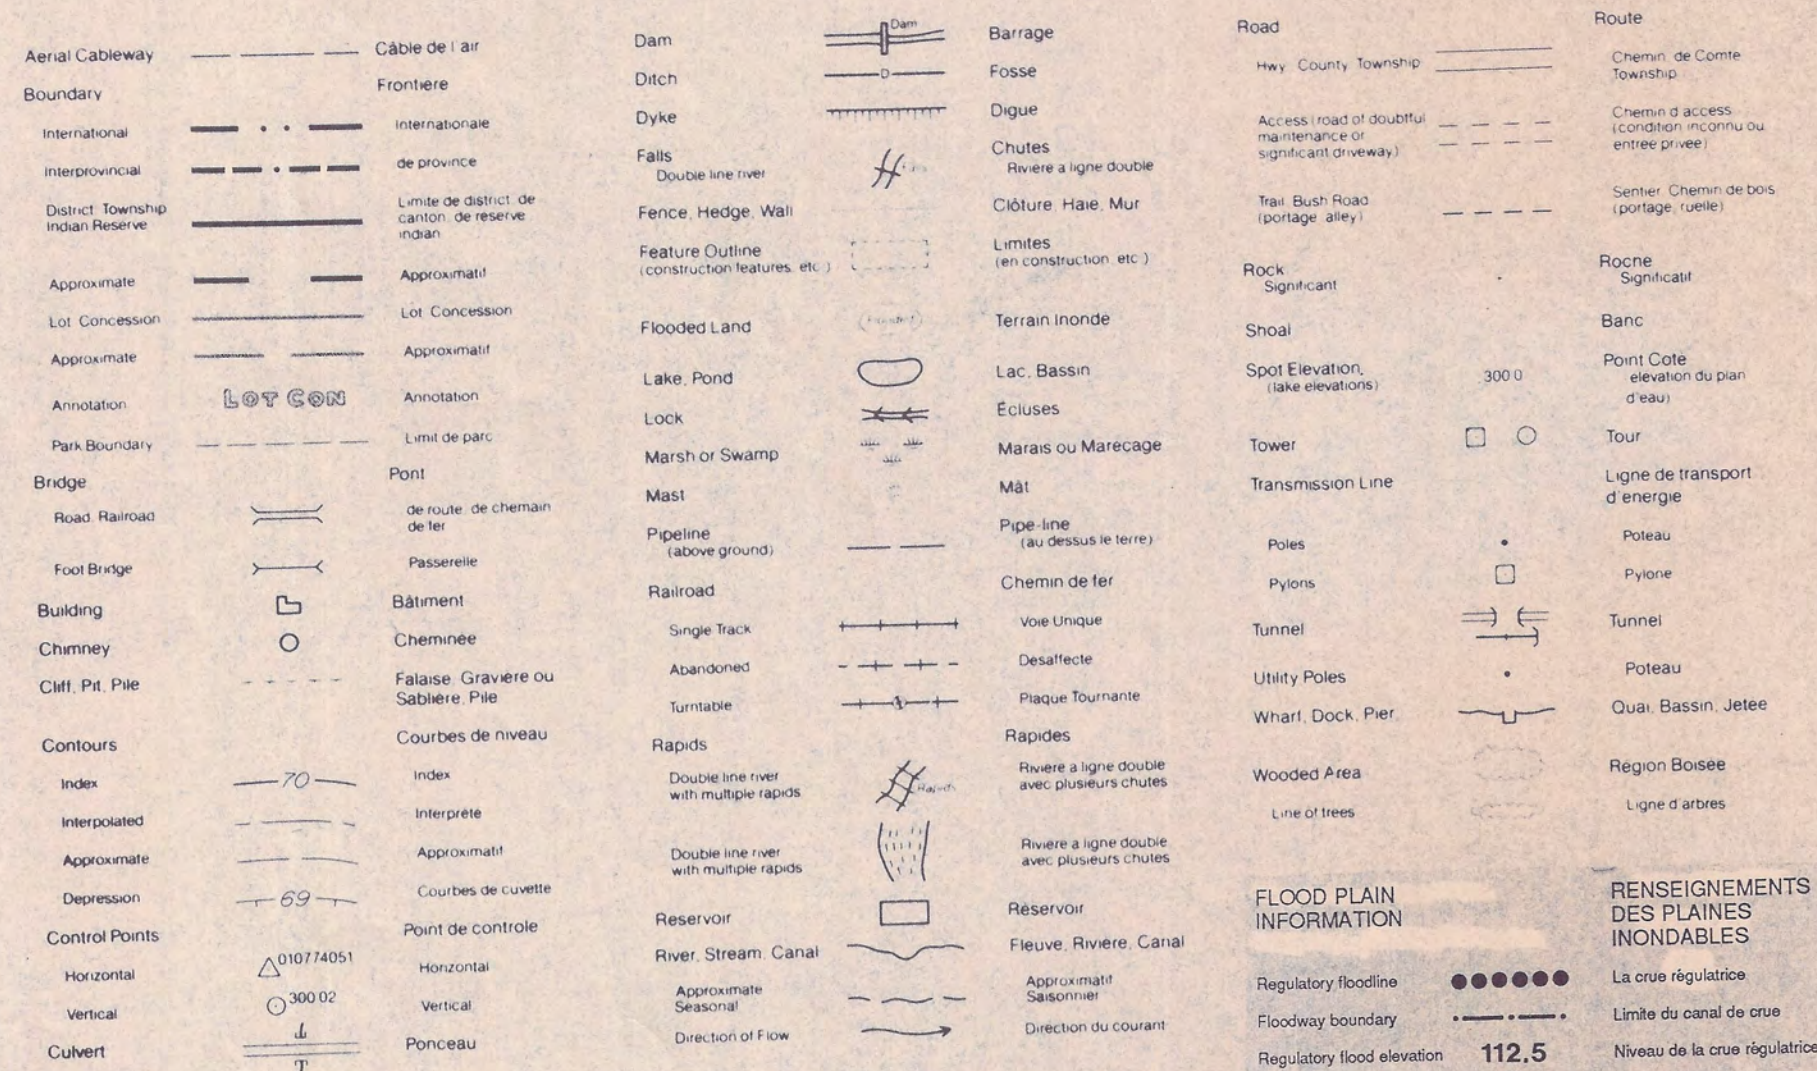 Aerial Cableway Câble de l'air
Boundary Frontiere
International Internationale
Interprovincial de province
District Township
Indian Reserve
Limite de district de
canton de reserve
indian
Approximate Approximatif
Lot Concession Lot Concession
Approximate Approximatif
Annotation LOT CON Annotation
Park Boundary Limit de parc
Bridge Pont
Road Railroad
de route de chemain
de fer
Foot Bridge Passerelle
Building Bâtiment
Chimney Cheminée
Cliff, Pit, Pile
Falaise, Gravière ou
Sablière, Pile
Contours Courbes de niveau
Index 70 Index
Interpolated Interprété
Approximate Approximatif
Depression 69 Courbes de cuvette
Control Points Point de controle
Horizontal 010774051 Horizontal
Vertical 300 02 Vertical
Culvert Ponceau
Dam Dam Barrage
Ditch D Fosse
Dyke Digue
Falls Chutes
Double line river Rivière a ligne double
Fence, Hedge, Wall Clôture, Haie, Mur
Feature Outline
(construction features, etc.)
Limites
(en construction, etc.)
Flooded Land Flooded Terrain Inonde
Lake, Pond Lac, Bassin
Lock Écluses
Marsh or Swamp Marais ou Marecage
Mast Mât
Pipeline
(above ground)
Pipe-line
(au dessus le terre)
Railroad Chemin de fer
Single Track Voie Unique
Abandoned Desaffecte
Turntable Plaque Tournante
Rapids Rapides
Double line river
with multiple rapids
Rapids
Rivière a ligne double
avec plusieurs chutes
Double line river
with multiple rapids
Rivière a ligne double
avec plusieurs chutes
Reservoir Réservoir
River, Stream, Canal Fleuve, Rivière, Canal
Approximate
Seasonal
Approximatif
Saisonnier
Direction of Flow Direction du courant
Road Route
Hwy County Township
Chemin de Comte
Township
Access (road of doubtful
maintenance or
significant driveway)
Chemin d'access
(condition inconnu ou
entree privee)
Trail, Bush Road
(portage, alley)
Sentier, Chemin de bois
(portage, ruelle)
Rock
Significant
Rocne
Significatif
Shoal Banc
Spot Elevation,
(lake elevations)
300 0
Point Cote
elevation du plan
d'eau)
Tower Tour
Transmission Line
Ligne de transport
d'energie
Poles Poteau
Pylons Pylone
Tunnel Tunnel
Utility Poles Poteau
Wharf, Dock, Pier Quai, Bassin, Jetée
Wooded Area Région Boisée
Line of trees Ligne d'arbres
FLOOD PLAIN
INFORMATION
RENSEIGNEMENTS
DES PLAINES
INONDABLES
Regulatory floodline La crue régulatrice
Floodway boundary Limite du canal de crue
Regulatory flood elevation 112.5 Niveau de la crue régulatrice